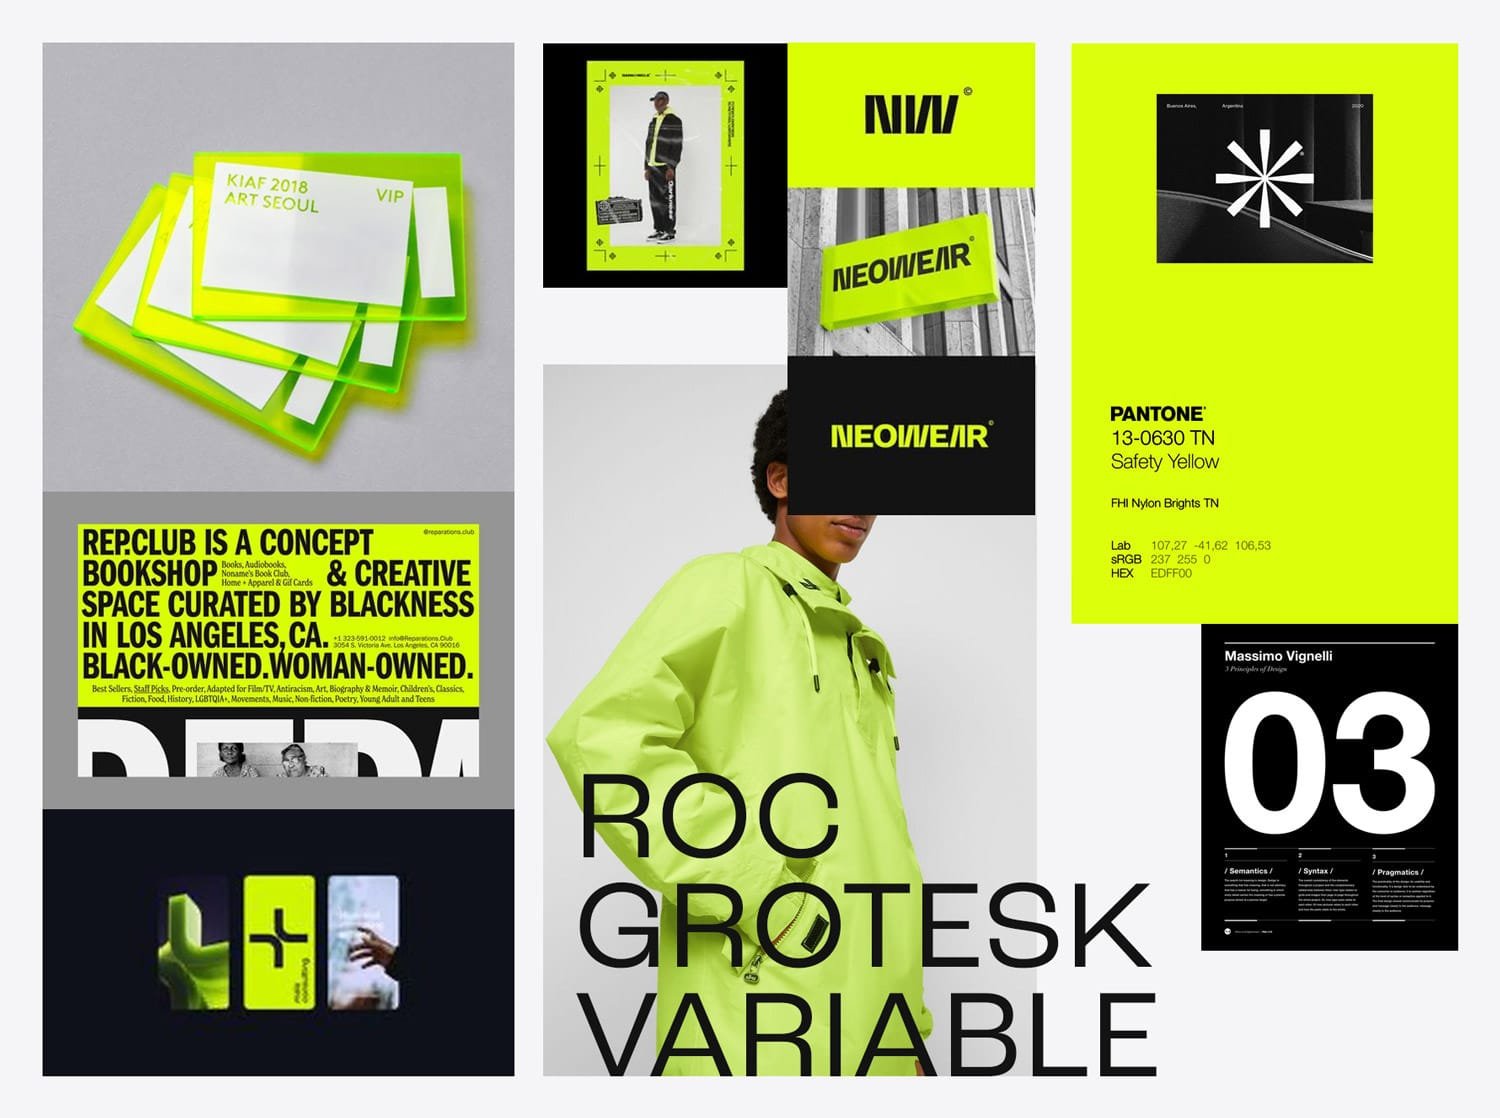 KIAF 2018
ART SEOUL
VIP
REP.CLUB IS A CONCEPT
@reparations.club
BOOKSHOP
Books, Audiobooks,
Noname's Book Club,
Home + Apparel & Gif Cards
& CREATIVE
SPACE CURATED BY BLACKNESS
IN LOS ANGELES, CA.
+1 323-591-0012 info@Reparations.Club
3054 S. Victoria Ave, Los Angeles, CA 90016
BLACK-OWNED.WOMAN-OWNED.
Best Sellers, Staff Picks, Pre-order, Adapted for Film/TV, Antiracism, Art, Biography & Memoir, Children's, Classics,
Fiction, Food, History, LGBTQIA+, Movements, Music, Non-fiction, Poetry, Young Adult and Teens
consulting
NW©
NEOWEAR©
NEOWEAR©
ROC
GROTESK
VARIABLE
Buenos Aires,
Argentina
2020
PANTONE®
13-0630 TN
Safety Yellow
FHI Nylon Brights TN
Lab 107,27 -41,62 106,53
sRGB 237 255 0
HEX EDFF00
Massimo Vignelli
3 Principles of Design
03
1
/ Semantics /
2
/ Syntax /
3
/ Pragmatics /